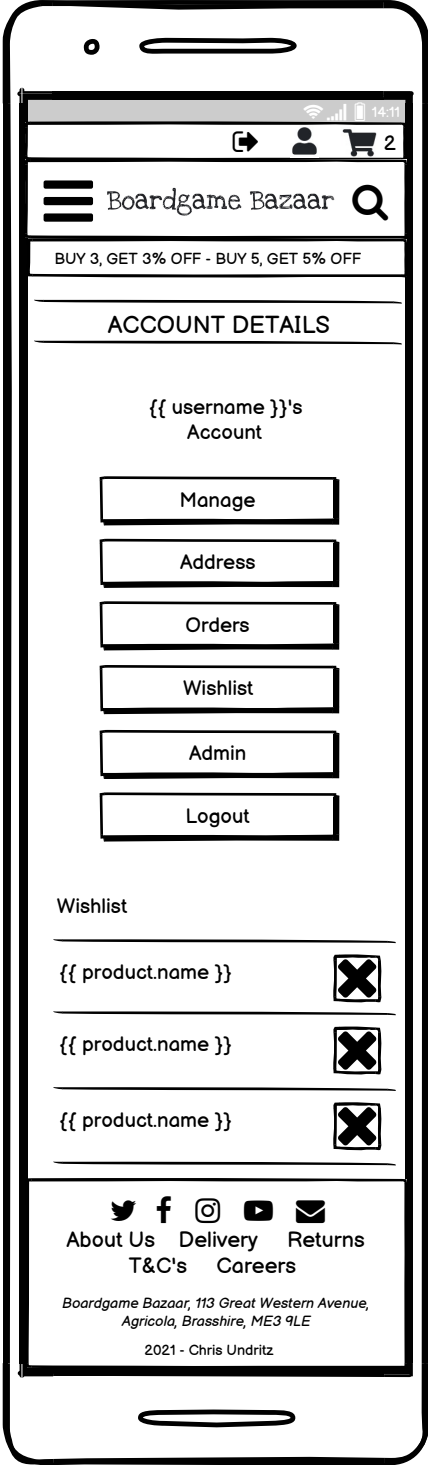 14:11
2
Boardgame Bazaar
BUY 3, GET 3% OFF - BUY 5, GET 5% OFF
ACCOUNT DETAILS
{{ username }}'s
Account
Manage
Address
Orders
Wishlist
Admin
Logout
Wishlist
{{ product.name }}
{{ product.name }}
{{ product.name }}
About Us Delivery Returns
T&C's Careers
Boardgame Bazaar, 113 Great Western Avenue,
Agricola, Brasshire, ME3 9LE
2021 - Chris Undritz